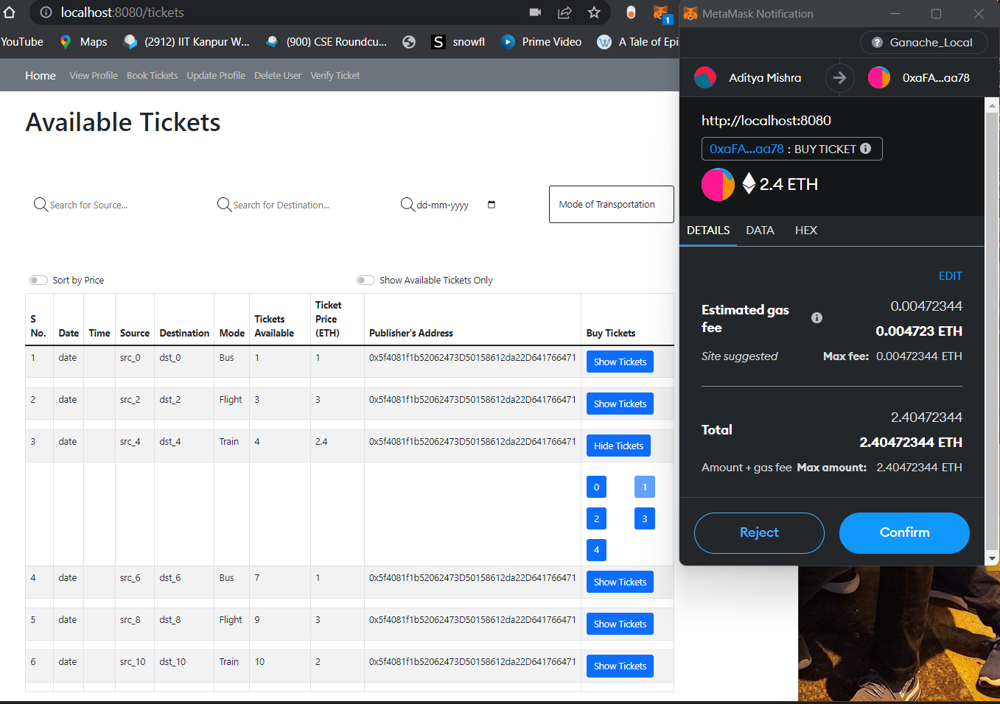 localhost:8080/tickets
1
YouTube Maps (2912) IIT Kanpur W... (900) CSE Roundcu... S snowfl Prime Video W A Tale of Epi
Home View Profile Book Tickets Update Profile Delete User Verify Ticket
Available Tickets
Search for Source... Search for Destination... dd-mm-yyyy Mode of Transportation
Sort by Price Show Available Tickets Only
S No. Date Time Source Destination Mode Tickets Available Ticket Price (ETH) Publisher's Address Buy Tickets
1 date src_0 dst_0 Bus 1 1 0x5f4081f1b52062473D50158612da22D641766471 Show Tickets
2 date src_2 dst_2 Flight 3 3 0x5f4081f1b52062473D50158612da22D641766471 Show Tickets
3 date src_4 dst_4 Train 4 2.4 0x5f4081f1b52062473D50158612da22D641766471 Hide Tickets
0 1
2 3
4
4 date src_6 dst_6 Bus 7 1 0x5f4081f1b52062473D50158612da22D641766471 Show Tickets
5 date src_8 dst_8 Flight 9 3 0x5f4081f1b52062473D50158612da22D641766471 Show Tickets
6 date src_10 dst_10 Train 10 2 0x5f4081f1b52062473D50158612da22D641766471 Show Tickets
MetaMask Notification
? Ganache_Local
Aditya Mishra 0xaFA...aa78
http://localhost:8080
0xaFA...aa78 : BUY TICKET
2.4 ETH
DETAILS DATA HEX
EDIT
Estimated gas fee
0.00472344
0.004723 ETH
Site suggested Max fee: 0.00472344 ETH
2.40472344
Total
2.40472344 ETH
Amount + gas fee Max amount: 2.40472344 ETH
Reject Confirm